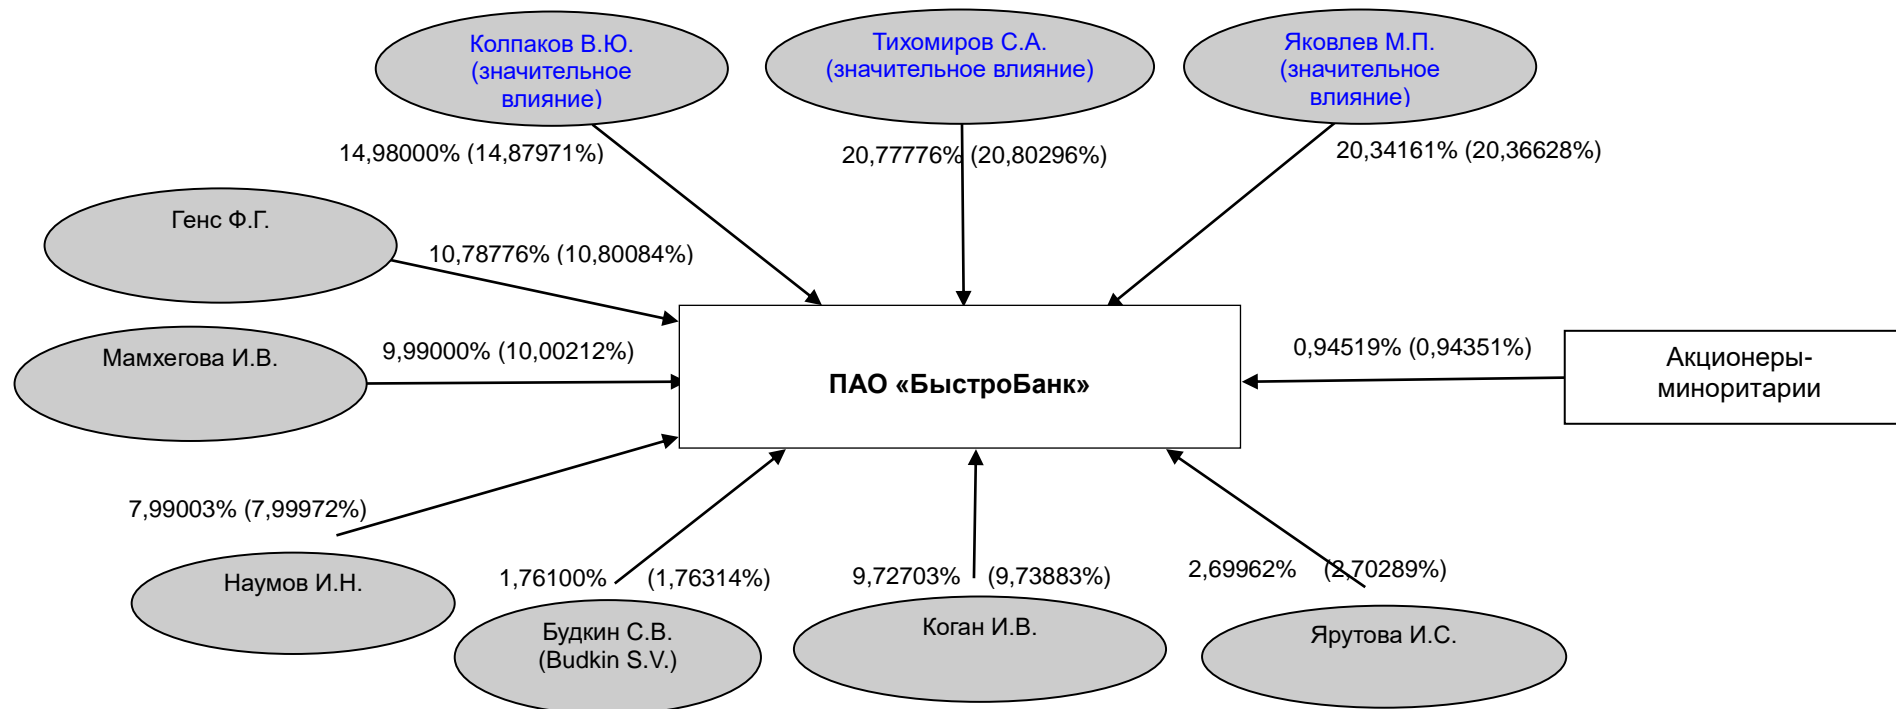 Колпаков В.Ю.
(значительное
влияние)
Тихомиров С.А.
(значительное влияние)
Яковлев М.П.
(значительное
влияние)
14,98000% (14,87971%)
20,77776% (20,80296%)
20,34161% (20,36628%)
Генс Ф.Г.
10,78776% (10,80084%)
Мамхегова И.В.
9,99000% (10,00212%)
ПАО «БыстроБанк»
0,94519% (0,94351%)
Акционеры-
миноритарии
7,99003% (7,99972%)
Наумов И.Н.
1,76100% (1,76314%)
Будкин С.В.
(Budkin S.V.)
9,72703% (9,73883%)
Коган И.В.
2,69962% (2,70289%)
Ярутова И.С.